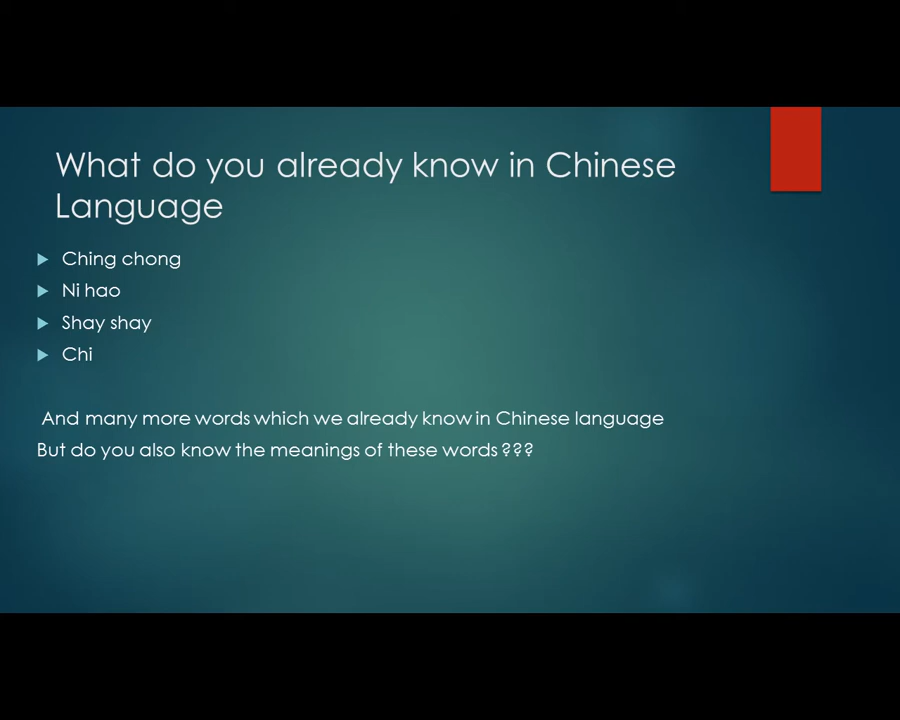 What do you already know in Chinese
Language
Ching chong
Ni hao
Shay shay
Chi
And many more words which we already know in Chinese language
But do you also know the meanings of these words ???